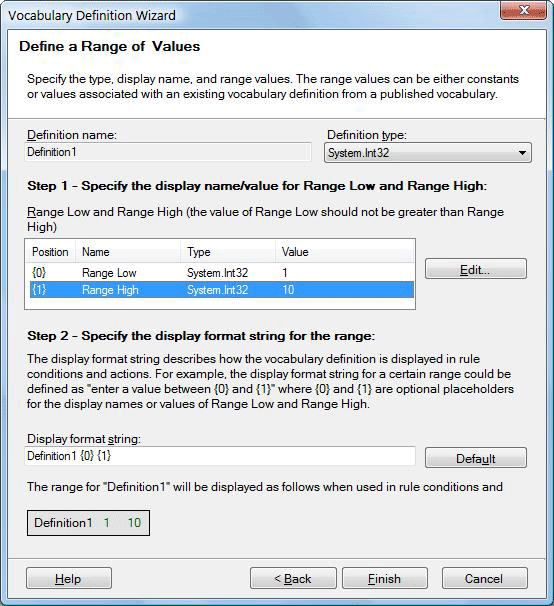 Vocabulary Definition Wizard
Define a Range of Values
Specify the type, display name, and range values. The range values can be either constants
or values associated with an existing vocabulary definition from a published vocabulary.
Definition name:
Definition type:
Definition1
System.Int32
Step 1 - Specify the display name/value for Range Low and Range High:
Range Low and Range High (the value of Range Low should not be greater than Range
High)
Position Name Type Value
{0} Range Low System.Int32 1
{1} Range High System.Int32 10
Edit...
Step 2 - Specify the display format string for the range:
The display format string describes how the vocabulary definition is displayed in rule
conditions and actions. For example, the display format string for a certain range could be
defined as "enter a value between {0} and {1}" where {0} and {1} are optional placeholders
for the display names or values of Range Low and Range High.
Display format string:
Definition1 {0} {1}
Default
The range for "Definition1" will be displayed as follows when used in rule conditions and
Definition1 1 10
Help
< Back
Finish
Cancel